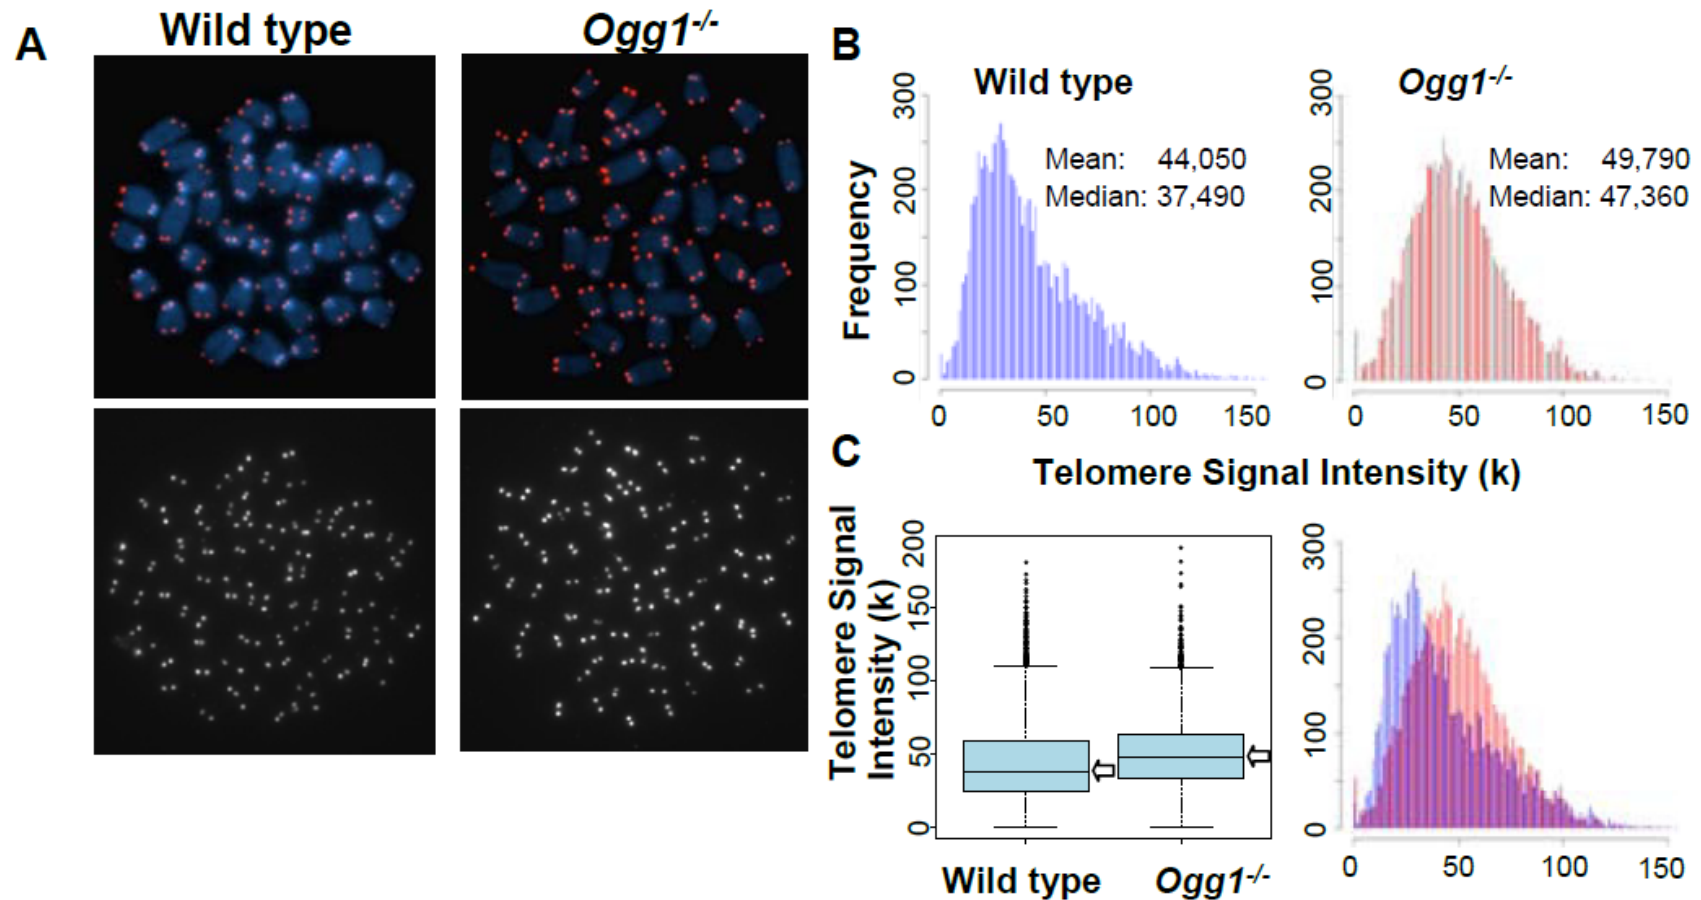 A
Wild type
Ogg1-/-
B
Wild type
Mean: 44,050
Median: 37,490
Ogg1-/-
Mean: 49,790
Median: 47,360
Frequency
300
200
100
0
0 50 100 150
300
200
100
0
0 50 100 150
Telomere Signal Intensity (k)
C
Telomere Signal
Intensity (k)
200
150
100
50
0
Wild type
Ogg1-/-
300
200
100
0
0 50 100 150